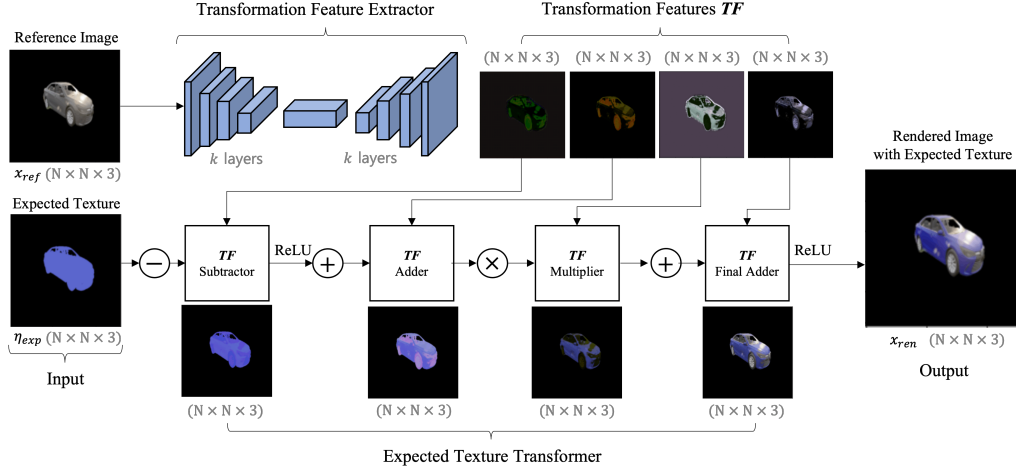 Transformation Feature Extractor
Transformation Features TF
Reference Image
(N × N × 3)
(N × N × 3)
(N × N × 3)
(N × N × 3)
k layers
k layers
x_ref (N × N × 3)
Rendered Image
with Expected Texture
Expected Texture
TF
Subtractor
ReLU
TF
Adder
TF
Multiplier
TF
Final Adder
ReLU
η_exp (N × N × 3)
Input
x_ren (N × N × 3)
Output
(N × N × 3)
(N × N × 3)
(N × N × 3)
(N × N × 3)
Expected Texture Transformer